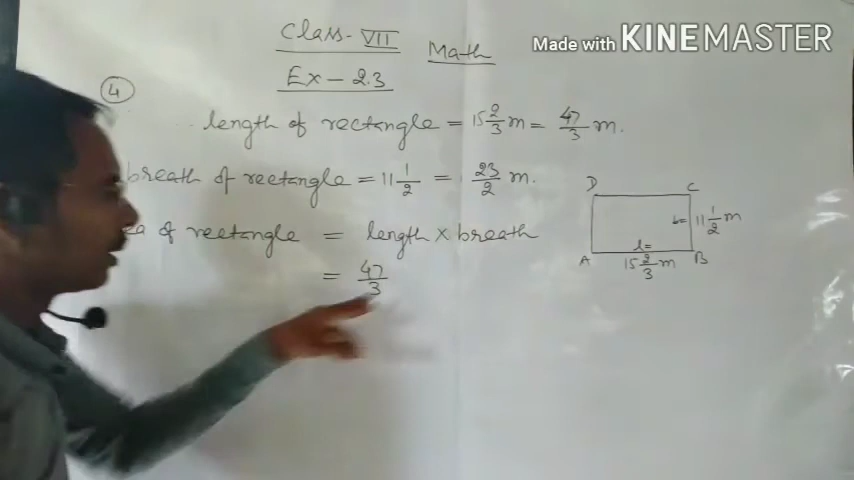 Class - VII Math
Made with KINEMASTER
Ex - 2.3
4
length of rectangle = 15 2/3 m = 47/3 m.
breath of rectangle = 11 1/2 = 23/2 m.
of rectangle = length × breath
= 47/3
D C
b = 11 1/2 m
l =
A 15 2/3 m B